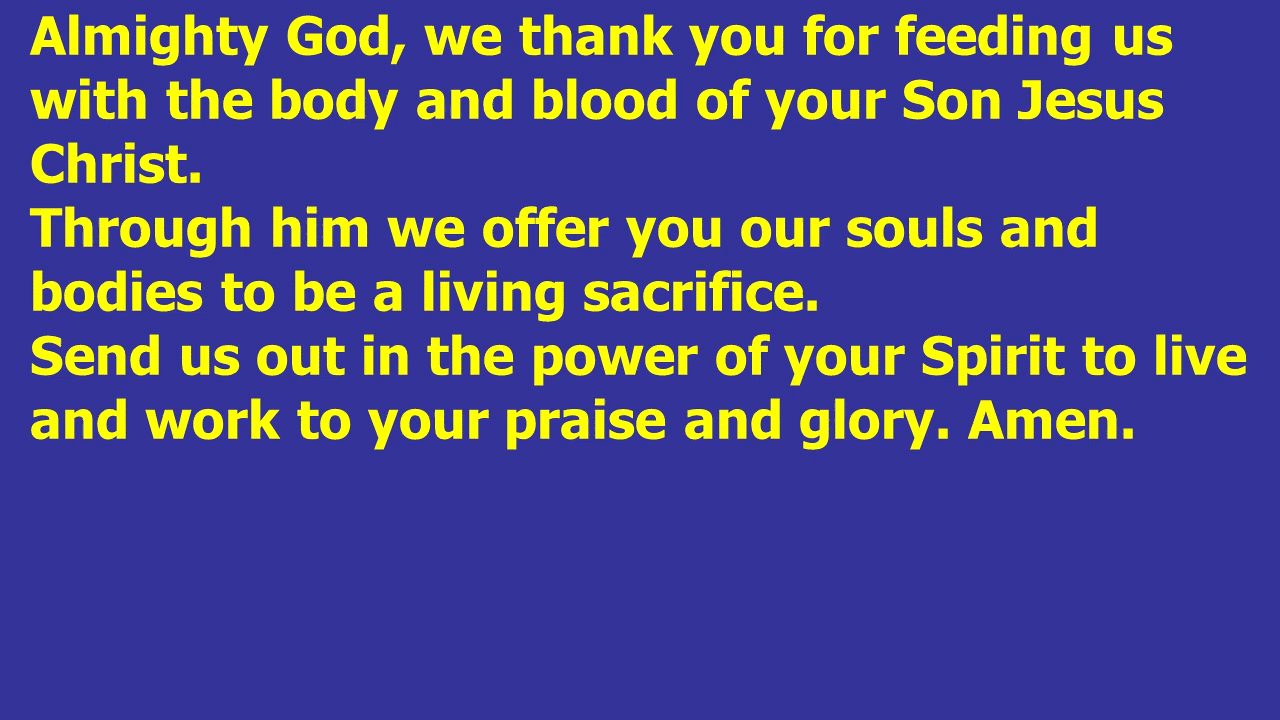 Almighty God, we thank you for feeding us
with the body and blood of your Son Jesus
Christ.
Through him we offer you our souls and
bodies to be a living sacrifice.
Send us out in the power of your Spirit to live
and work to your praise and glory. Amen.